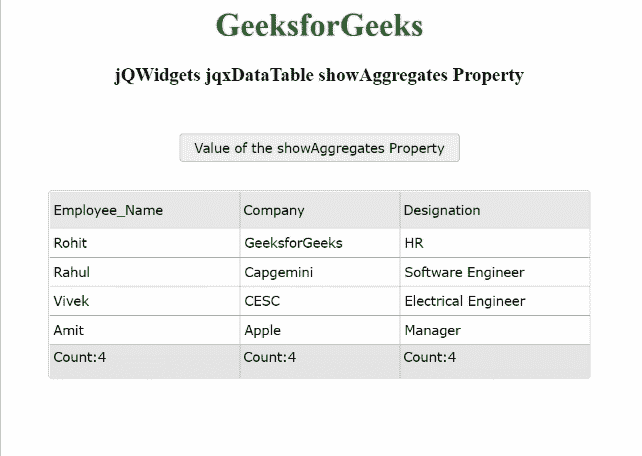 GeeksforGeeks
jQWidgets jqxDataTable showAggregates Property
Value of the showAggregates Property
Employee_Name Company Designation
Rohit GeeksforGeeks HR
Rahul Capgemini Software Engineer
Vivek CESC Electrical Engineer
Amit Apple Manager
Count:4 Count:4 Count:4